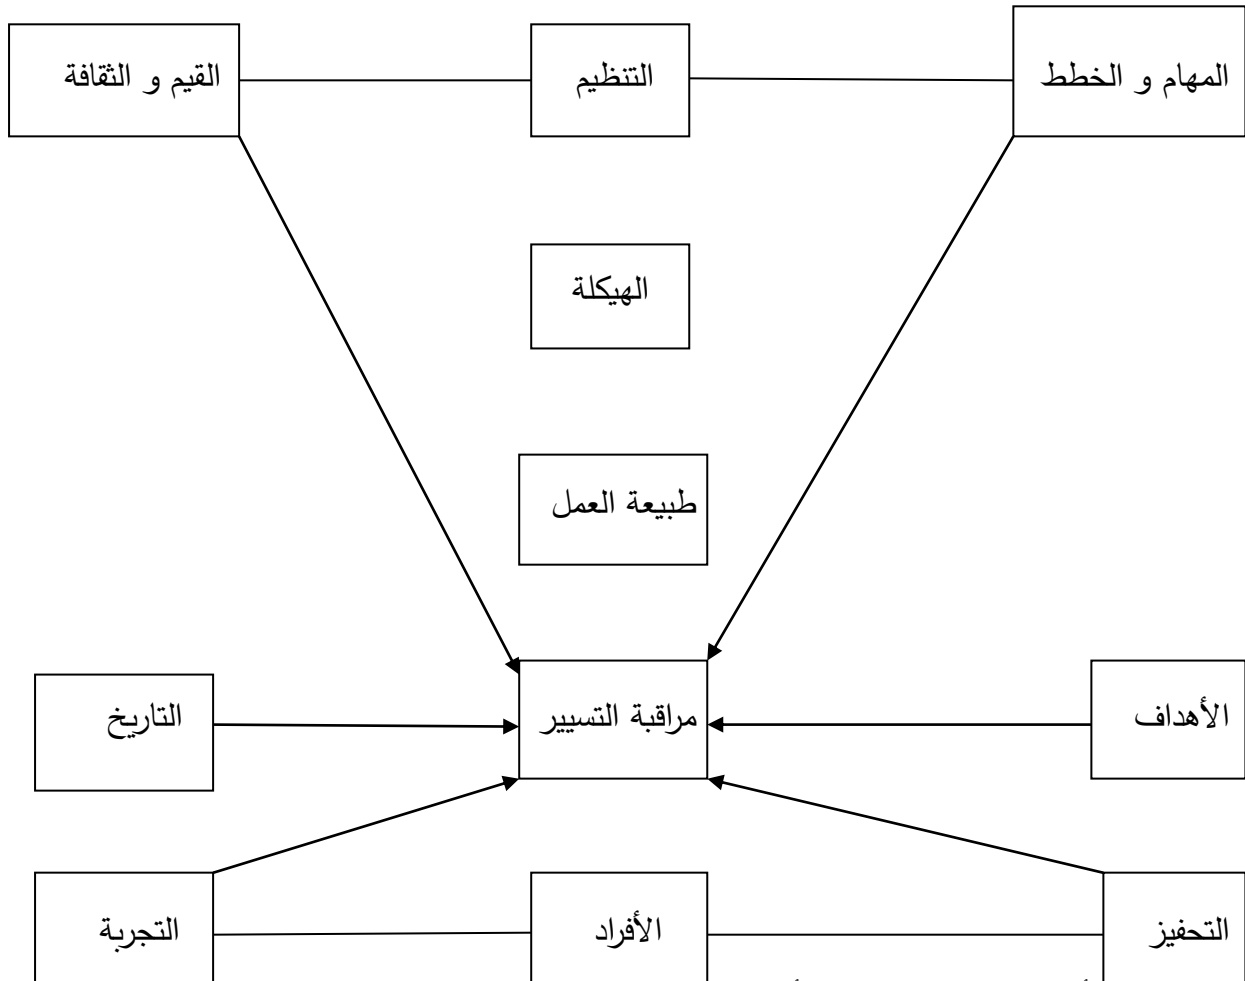 المهام و الخطط
التنظيم
القيم و الثقافة
الهيكلة
طبيعة العمل
الأهداف
مراقبة التسيير
التاريخ
التحفيز
الأفراد
التجربة